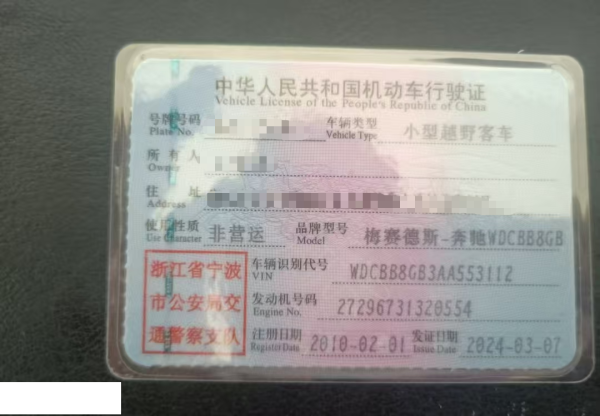 中华人民共和国机动车行驶证
Vehicle License of the People's Republic of China
号牌号码 车辆类型 小型越野客车
Plate No. Vehicle Type
所有人
Owner
住址
Address
使用性质 非营运 品牌型号 梅赛德斯-奔驰WDCBB8GB
Use Character Model
浙江省宁波 车辆识别代号 WDCBB8GB3AA553112
VIN
市公安局交 发动机号码 27296731320554
Engine No.
通警察支队 注册日期 2010-02-01 发证日期 2024-03-07
Register Date Issue Date